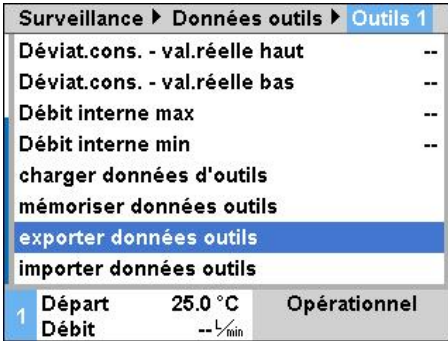 Surveillance ▶ Données outils ▶ Outils 1
Déviat.cons. - val.réelle haut --
Déviat.cons. - val.réelle bas --
Débit interne max --
Débit interne min --
charger données d'outils
mémoriser données outils
exporter données outils
importer données outils
1 Départ 25.0 °C Opérationnel
Débit -- L/min